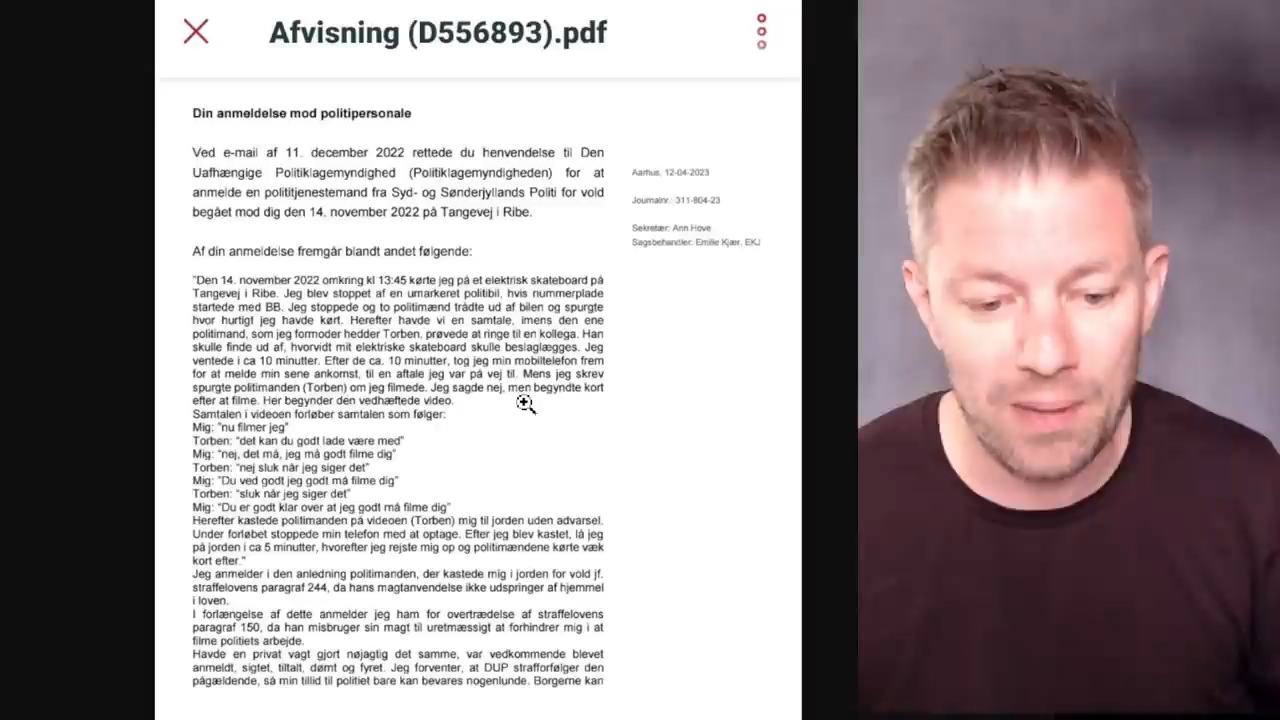 Afvisning (D556893).pdf
Din anmeldelse mod politipersonale
Ved e-mail af 11. december 2022 rettede du henvendelse til Den
Uafhængige Politiklagemyndighed (Politiklagemyndigheden) for at
anmelde en polititjenestemand fra Syd- og Sønderjyllands Politi for vold
begået mod dig den 14. november 2022 på Tangevej i Ribe.
Aarhus, 12-04-2023
Journalnr.: 311-804-23
Sekretær: Ann Hove
Sagsbehandler: Emilie Kjær, EKJ
Af din anmeldelse fremgår blandt andet følgende:
"Den 14. november 2022 omkring kl 13:45 kørte jeg på et elektrisk skateboard på
Tangevej i Ribe. Jeg blev stoppet af en umarkeret politibil, hvis nummerplade
startede med BB. Jeg stoppede og to politimænd trådte ud af bilen og spurgte
hvor hurtigt jeg havde kørt. Herefter havde vi en samtale, imens den ene
politimand, som jeg formoder hedder Torben, prøvede at ringe til en kollega. Han
skulle finde ud af, hvorvidt mit elektriske skateboard skulle beslaglægges. Jeg
ventede i ca 10 minutter. Efter de ca. 10 minutter, tog jeg min mobiltelefon frem
for at melde min sene ankomst, til en aftale jeg var på vej til. Mens jeg skrev
spurgte politimanden (Torben) om jeg filmede. Jeg sagde nej, men begyndte kort
efter at filme. Her begynder den vedhæftede video.
Samtalen i videoen forløber samtalen som følger:
Mig: "nu filmer jeg"
Torben: "det kan du godt lade være med"
Mig: "nej, det må, jeg må godt filme dig"
Torben: "nej sluk når jeg siger det"
Mig: "Du ved godt jeg godt må filme dig"
Torben: "sluk når jeg siger det"
Mig: "Du er godt klar over at jeg godt må filme dig"
Herefter kastede politimanden på videoen (Torben) mig til jorden uden advarsel.
Under forløbet stoppede min telefon med at optage. Efter jeg blev kastet, lå jeg
på jorden i ca 5 minutter, hvorefter jeg rejste mig op og politimændene kørte væk
kort efter."
Jeg anmelder i den anledning politimanden, der kastede mig i jorden for vold jf.
straffelovens paragraf 244, da hans magtanvendelse ikke udspringer af hjemmel
i loven.
I forlængelse af dette anmelder jeg ham for overtrædelse af straffelovens
paragraf 150, da han misbruger sin magt til uretmæssigt at forhindrer mig i at
filme politiets arbejde.
Havde en privat vagt gjort nøjagtig det samme, var vedkommende blevet
anmeldt, sigtet, tiltalt, dømt og fyret. Jeg forventer, at DUP strafforfølger den
pågældende, så min tillid til politiet bare kan bevares nogenlunde. Borgerne kan